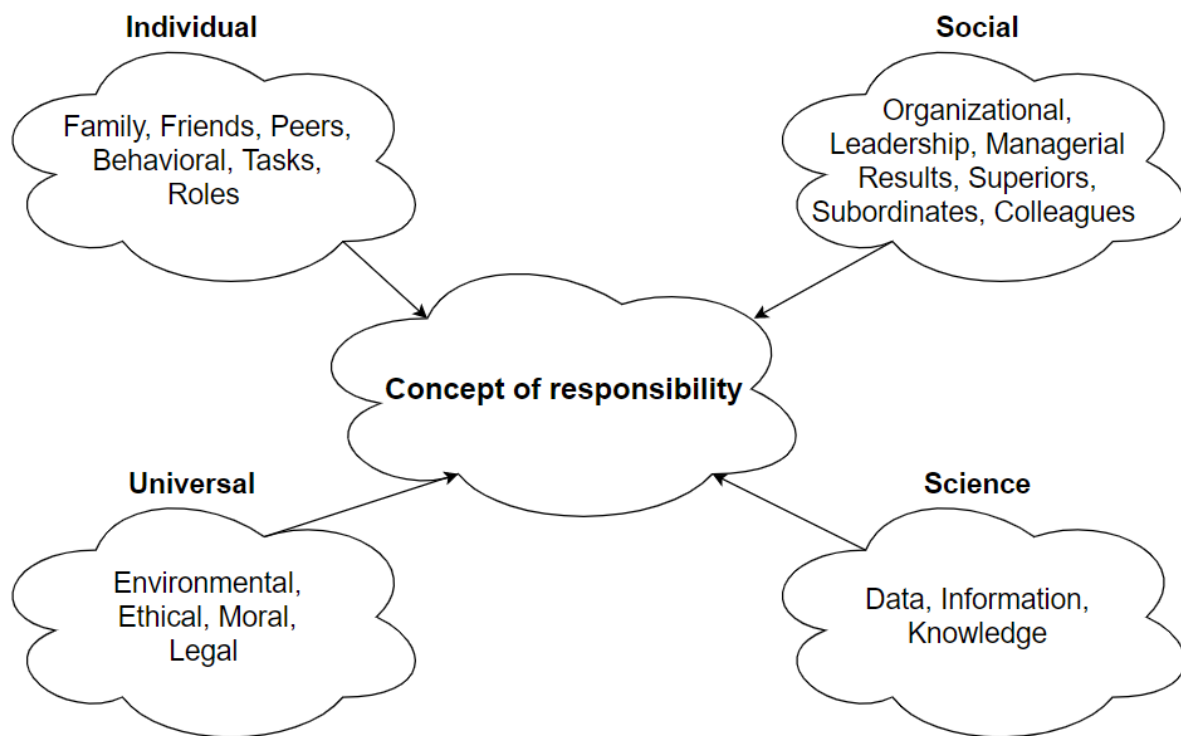 Individual
Family, Friends, Peers,
Behavioral, Tasks,
Roles
Social
Organizational,
Leadership, Managerial
Results, Superiors,
Subordinates, Colleagues
Concept of responsibility
Universal
Environmental,
Ethical, Moral,
Legal
Science
Data, Information,
Knowledge